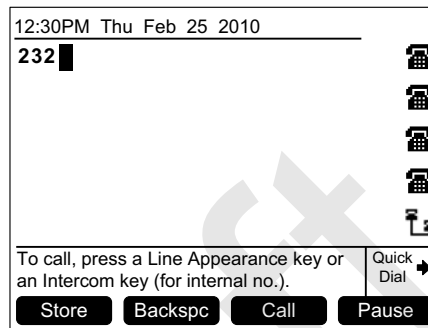 12:30PM Thu Feb 25 2010
232
To call, press a Line Appearance key or
an Intercom key (for internal no.).
Quick
Dial
Store Backspc Call Pause